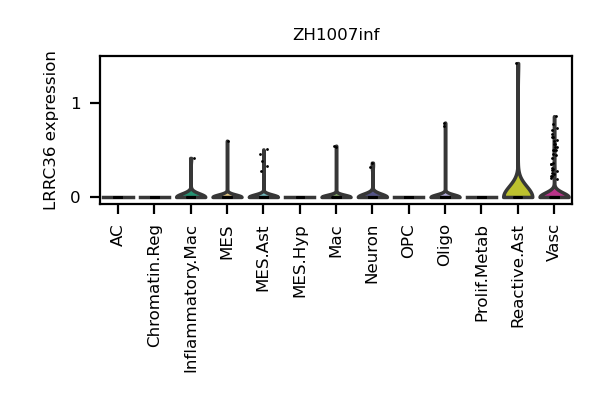 ZH1007inf
LRRC36 expression
1
0
AC
Chromatin.Reg
Inflammatory.Mac
MES
MES.Ast
MES.Hyp
Mac
Neuron
OPC
Oligo
Prolif.Metab
Reactive.Ast
Vasc